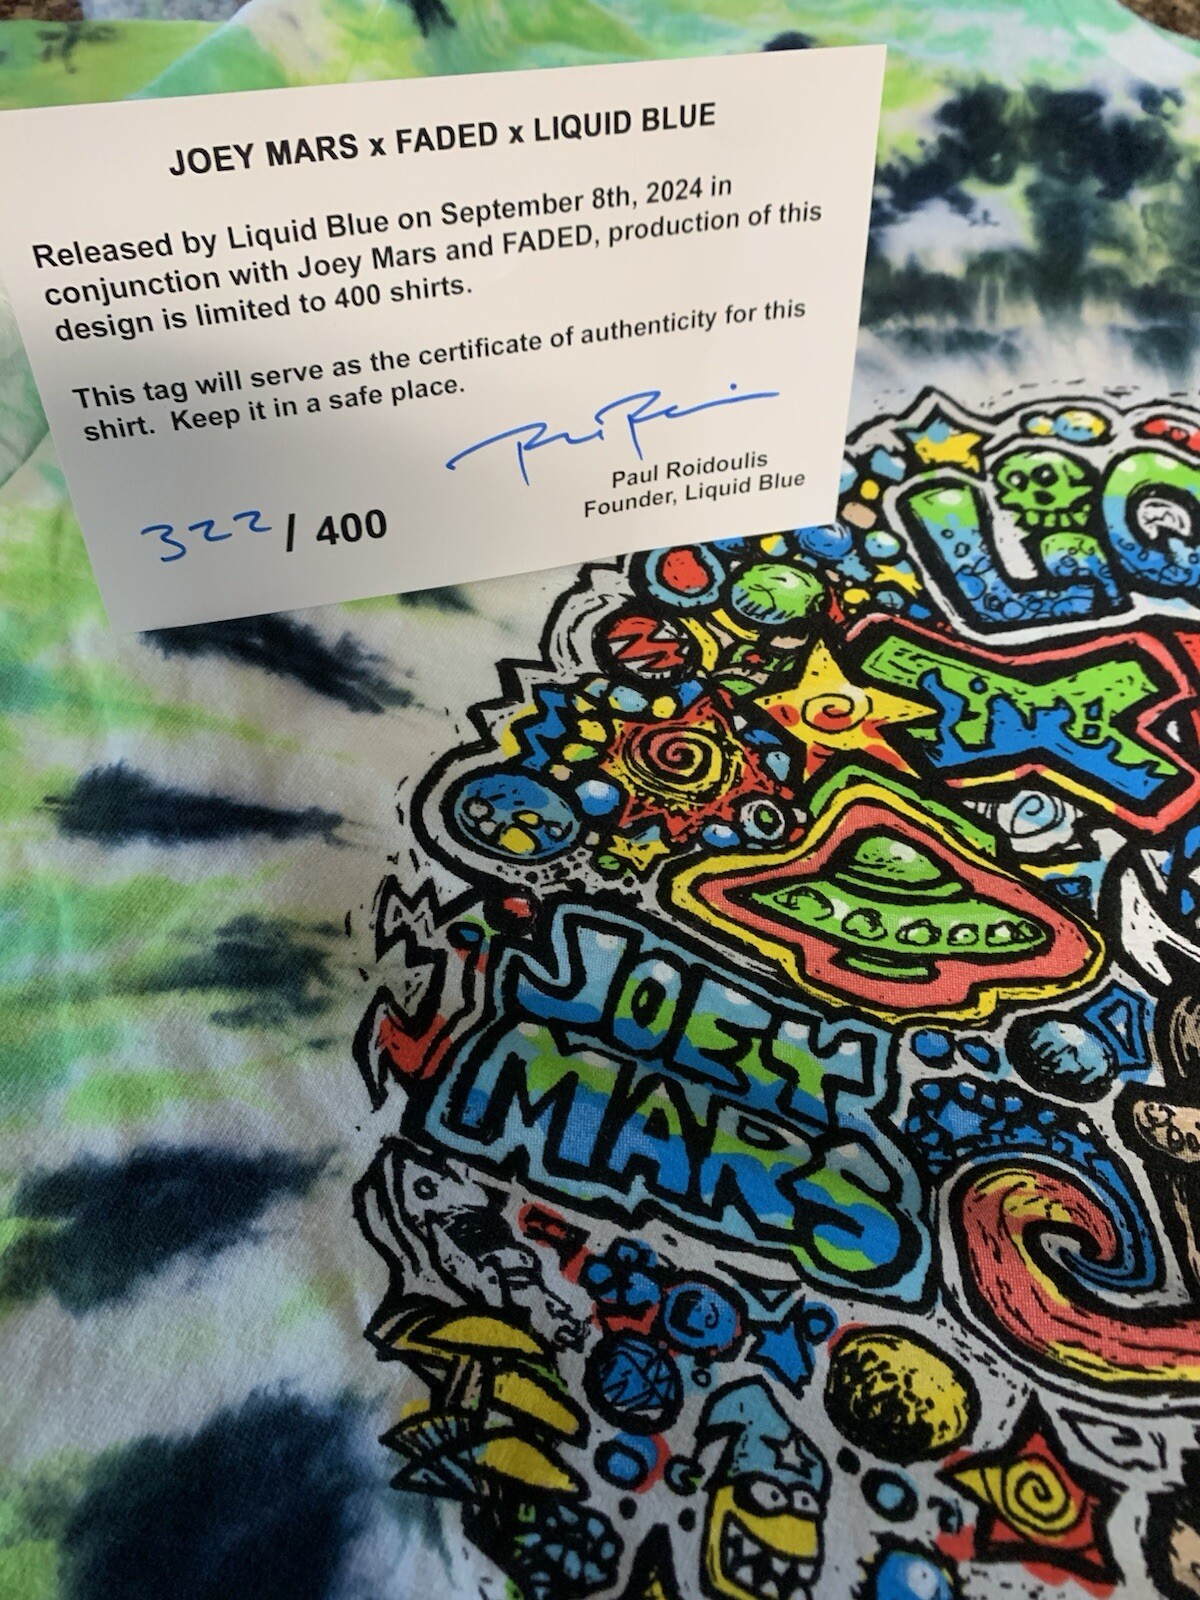 JOEY MARS x FADED x LIQUID BLUE
Released by Liquid Blue on September 8th, 2024 in
conjunction with Joey Mars and FADED, production of this
design is limited to 400 shirts.
This tag will serve as the certificate of authenticity for this
shirt.  Keep it in a safe place.
Paul Roidoulis
Founder, Liquid Blue
322 / 400
JOEY
MARS